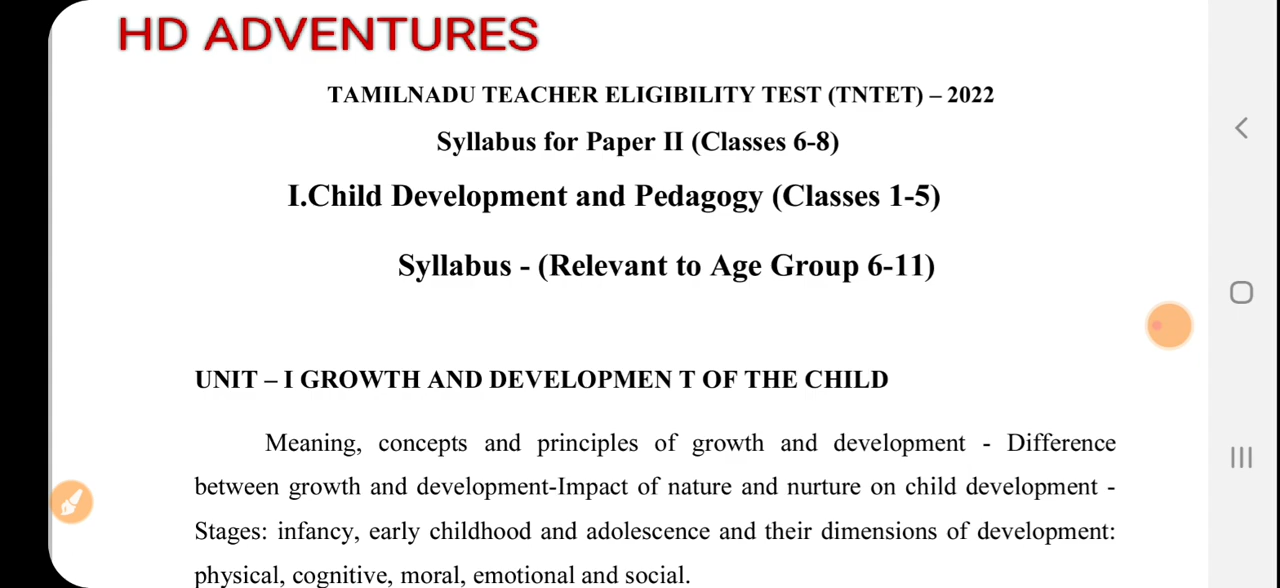 HD ADVENTURES
TAMILNADU TEACHER ELIGIBILITY TEST (TNTET) – 2022
Syllabus for Paper II (Classes 6-8)
I.Child Development and Pedagogy (Classes 1-5)
Syllabus - (Relevant to Age Group 6-11)
UNIT – I GROWTH AND DEVELOPMEN T OF THE CHILD
Meaning, concepts and principles of growth and development - Difference
between growth and development-Impact of nature and nurture on child development -
Stages: infancy, early childhood and adolescence and their dimensions of development:
physical, cognitive, moral, emotional and social.